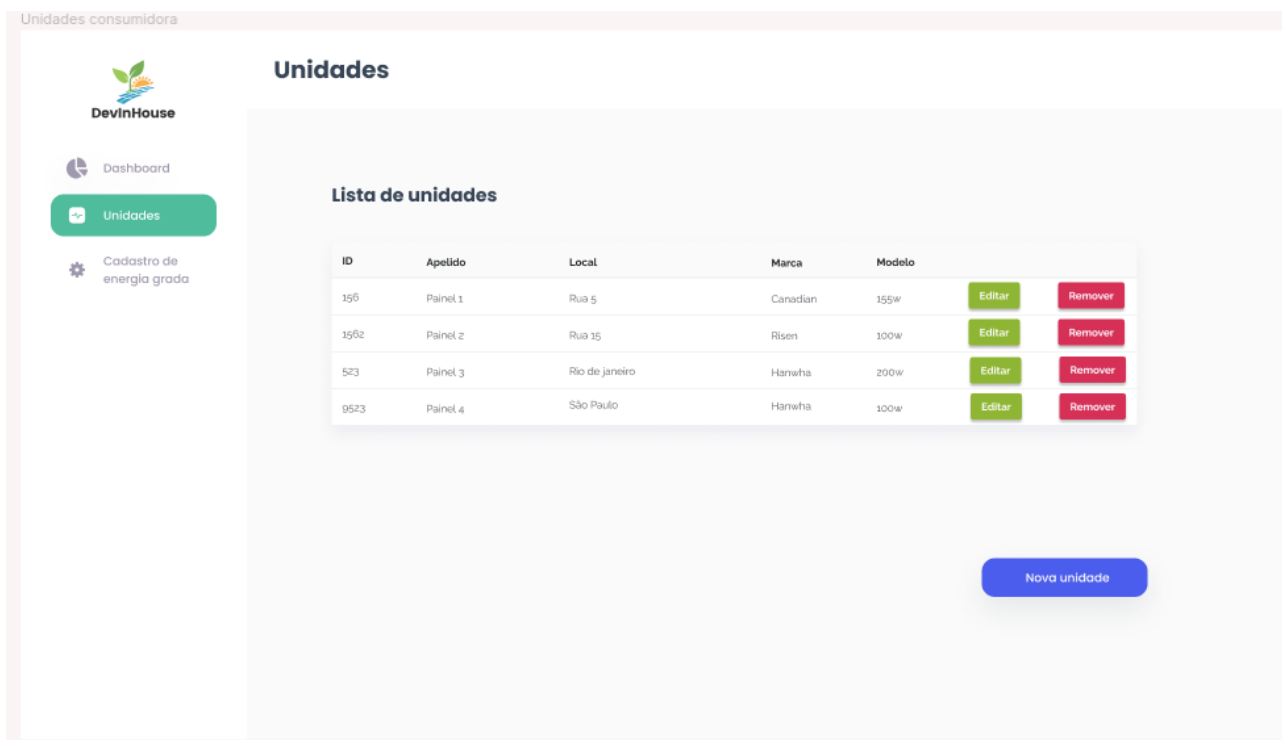 Unidades consumidora
DevInHouse
Unidades
Dashboard
Unidades
Cadastro de
energia grada
Lista de unidades
ID Apelido Local Marca Modelo
156 Painel 1 Rua 5 Canadian 155w Editar Remover
1562 Painel 2 Rua 15 Risen 100w Editar Remover
523 Painel 3 Rio de janeiro Hanwha 200w Editar Remover
9523 Painel 4 São Paulo Hanwha 100w Editar Remover
Nova unidade